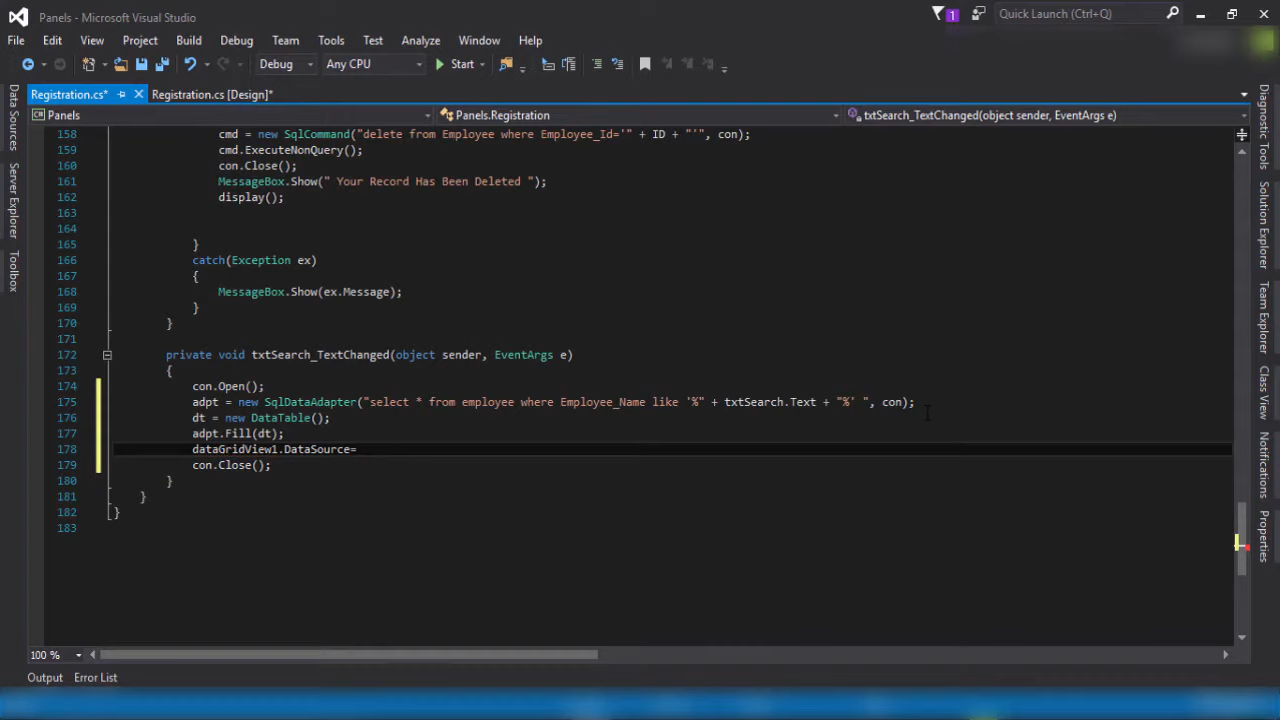 Panels - Microsoft Visual Studio
1
Quick Launch (Ctrl+Q)
File Edit View Project Build Debug Team Tools Test Analyze Window Help
Debug Any CPU Start
Registration.cs* Registration.cs [Design]*
Panels Panels.Registration txtSearch_TextChanged(object sender, EventArgs e)
158 cmd = new SqlCommand("delete from Employee where Employee_Id='" + ID + "'", con);
159 cmd.ExecuteNonQuery();
160 con.Close();
161 MessageBox.Show(" Your Record Has Been Deleted ");
162 display();
163
164
165 }
166 catch(Exception ex)
167 {
168 MessageBox.Show(ex.Message);
169 }
170 }
171
172 private void txtSearch_TextChanged(object sender, EventArgs e)
173 {
174 con.Open();
175 adpt = new SqlDataAdapter("select * from employee where Employee_Name like '%" + txtSearch.Text + "%' ", con);
176 dt = new DataTable();
177 adpt.Fill(dt);
178 dataGridView1.DataSource=
179 con.Close();
180 }
181 }
182 }
183
100 %
Output Error List
Data Sources
Server Explorer
Toolbox
Diagnostic Tools
Solution Explorer
Team Explorer
Class View
Notifications
Properties